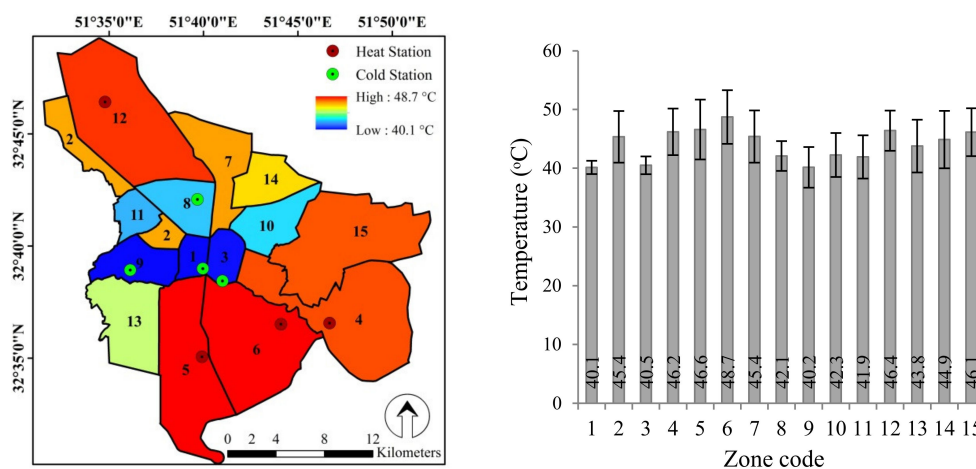 51°35'0"E 51°40'0"E 51°45'0"E 51°50'0"E
32°45'0"N
32°40'0"N
32°35'0"N
Heat Station
Cold Station
High : 48.7 °C
Low : 40.1 °C
12
2
7
14
8
11
10
2
15
9
1
3
13
4
6
5
0 2 4 8 12
Kilometers
Temperature (°C)
60
50
40
30
20
10
0
40.1 45.4 40.5 46.2 46.6 48.7 45.4 42.1 40.2 42.3 41.9 46.4 43.8 44.9 46.1
1 2 3 4 5 6 7 8 9 10 11 12 13 14 15
Zone code